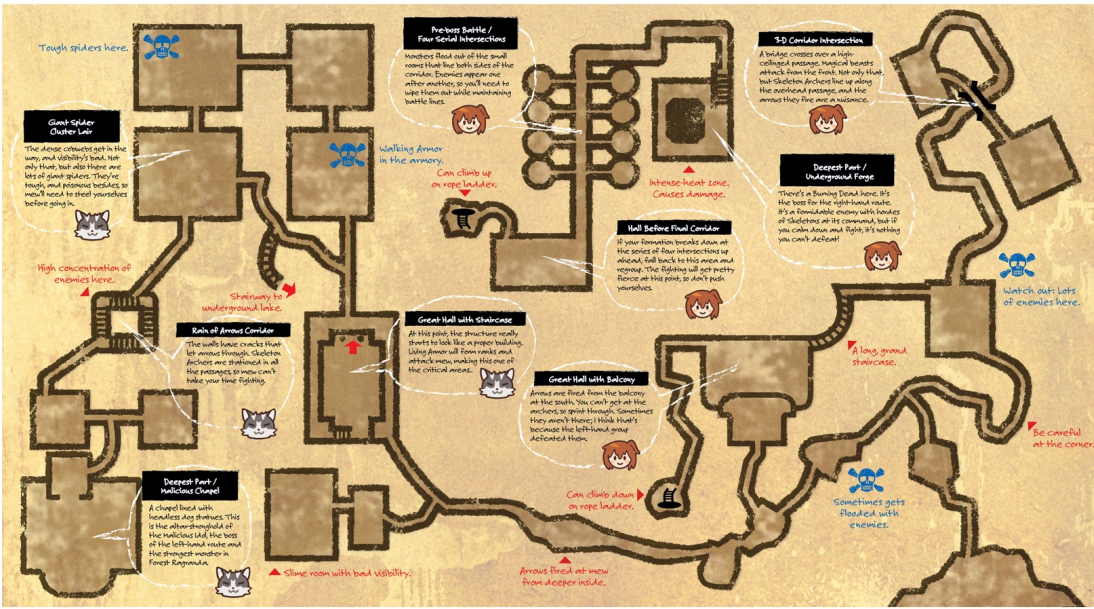 Tough spiders here.
Giant Spider
Cluster Lair
The dense cobwebs get in the
way, and visibility's bad. Not
only that, but also there are
lots of giant spiders. They're
tough, and poisonous besides, so
mew'll need to steel yourselves
before going in.
High concentration of
enemies here.
Rain of Arrows Corridor
The walls have cracks that
let arrows through. Skeleton
Archers are stationed in all
the passages, so mew can't
take your time fighting.
Deepest Part /
Malicious Chapel
A chapel lined with
headless dog statues. This
is the altar-stronghold of
the Malicious Idol, the boss
of the left-hand route and
the strongest monster in
Forest Ragranda.
Stairway to
underground lake.
Walking Armor
in the armory.
Great Hall with Staircase
At this point, the structure really
starts to look like a proper building.
Living Armor will form ranks and
attack mew, making this one of
the critical areas.
Slime room with bad visibility.
Pre-boss Battle /
Four Serial Intersections
Monsters flood out of the small
rooms that line both sides of the
corridor. Enemies appear one
after another, so you'll need to
wipe them out while maintaining
battle lines.
Can climb up
on rope ladder.
Hall Before Final Corridor
If your formation breaks down at
the series of four intersections up
ahead, fall back to this area and
regroup. The fighting will get pretty
fierce at this point, so don't push
yourselves.
Intense-heat zone.
Causes damage.
3-D Corridor Intersection
A bridge crosses over a high-
ceilinged passage. Magical beasts
attack from the front. Not only that,
but Skeleton Archers line up along
the overhead passage, and the
arrows they fire are a nuisance.
Deepest Part /
Underground Forge
There's a Burning Dead here. It's
the boss for the right-hand route.
It's a formidable enemy with hordes
of Skeletons at its command, but if
you calm down and fight, it's nothing
you can't defeat!
Watch out: Lots
of enemies here.
A long, grand
staircase.
Great Hall with Balcony
Arrows are fired from the balcony
at the south. You can't get at the
archers, so sprint through. Sometimes
they aren't there; I think that's
because the left-hand group
defeated them.
Can climb down
on rope ladder.
Be careful
at the corner.
Sometimes gets
flooded with
enemies.
Arrows fired at mew
from deeper inside.